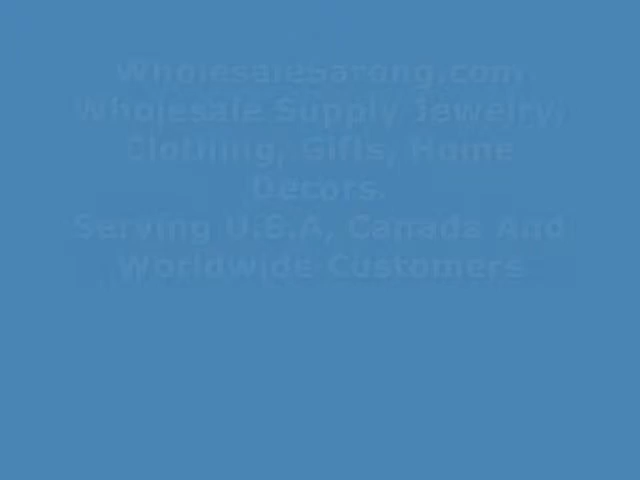 WholesaleSarong.com
Wholesale Supply Jewelry,
Clothing, Gifts, Home
Decors.
Serving U.S.A, Canada And
Worldwide Customers